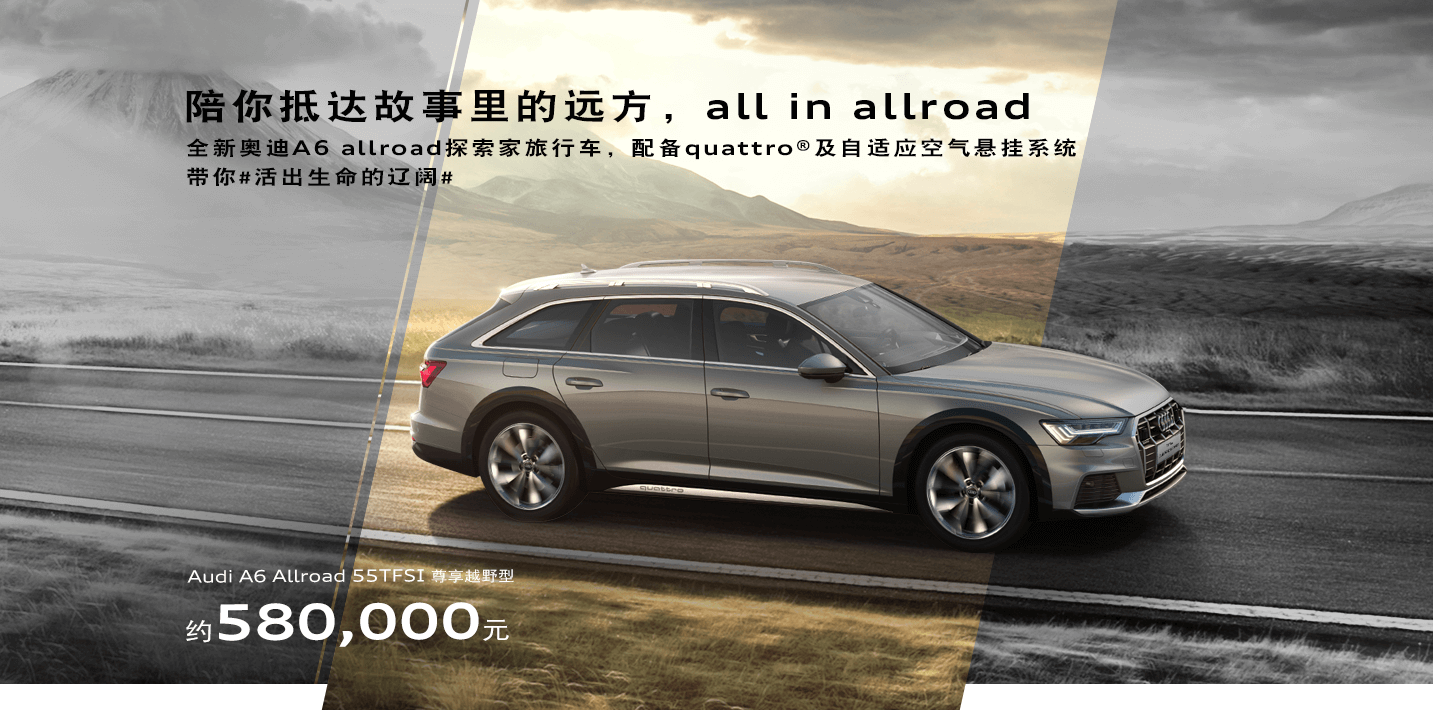 陪你抵达故事里的远方，all in allroad
全新奥迪A6 allroad探索家旅行车，配备quattro®及自适应空气悬挂系统
带你#活出生命的辽阔#
quattro
Audi A6 Allroad 55TFSI 尊享越野型
约580,000元